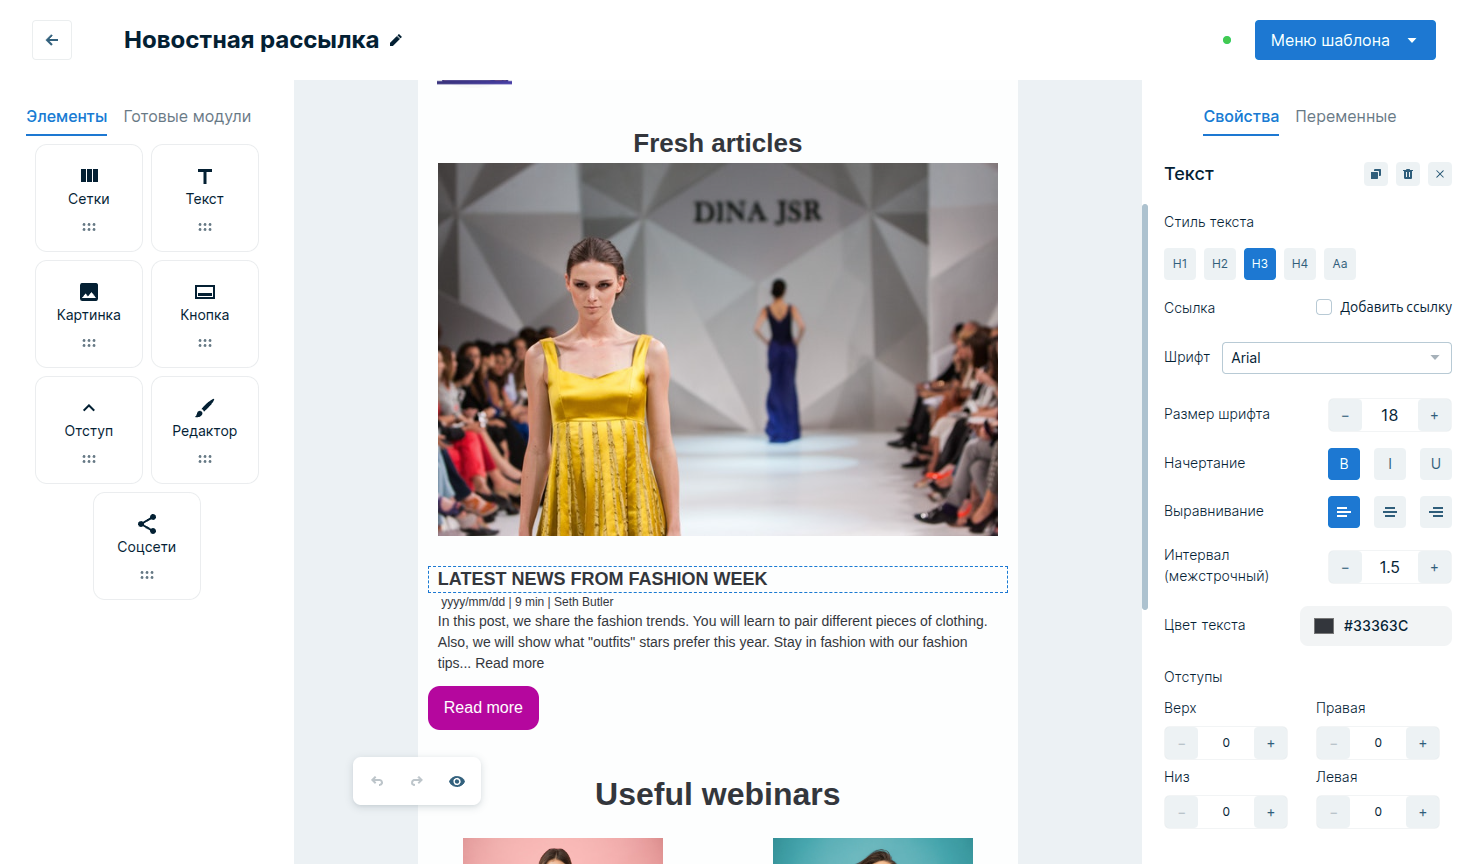 Новостная рассылка
Меню шаблона
Элементы
Готовые модули
Сетки
Текст
Картинка
Кнопка
Отступ
Редактор
Соцсети
Fresh articles
DINA JSR
LATEST NEWS FROM FASHION WEEK
yyyy/mm/dd | 9 min | Seth Butler
In this post, we share the fashion trends. You will learn to pair different pieces of clothing.
Also, we will show what "outfits" stars prefer this year. Stay in fashion with our fashion
tips... Read more
Read more
Useful webinars
Свойства
Переменные
Текст
Стиль текста
H1 H2 H3 H4 Aa
Ссылка
Добавить ссылку
Шрифт
Arial
Размер шрифта
− 18 +
Начертание
B I U
Выравнивание
Интервал
(межстрочный)
− 1.5 +
Цвет текста
#33363C
Отступы
Верх
Правая
− 0 +
− 0 +
Низ
Левая
− 0 +
− 0 +